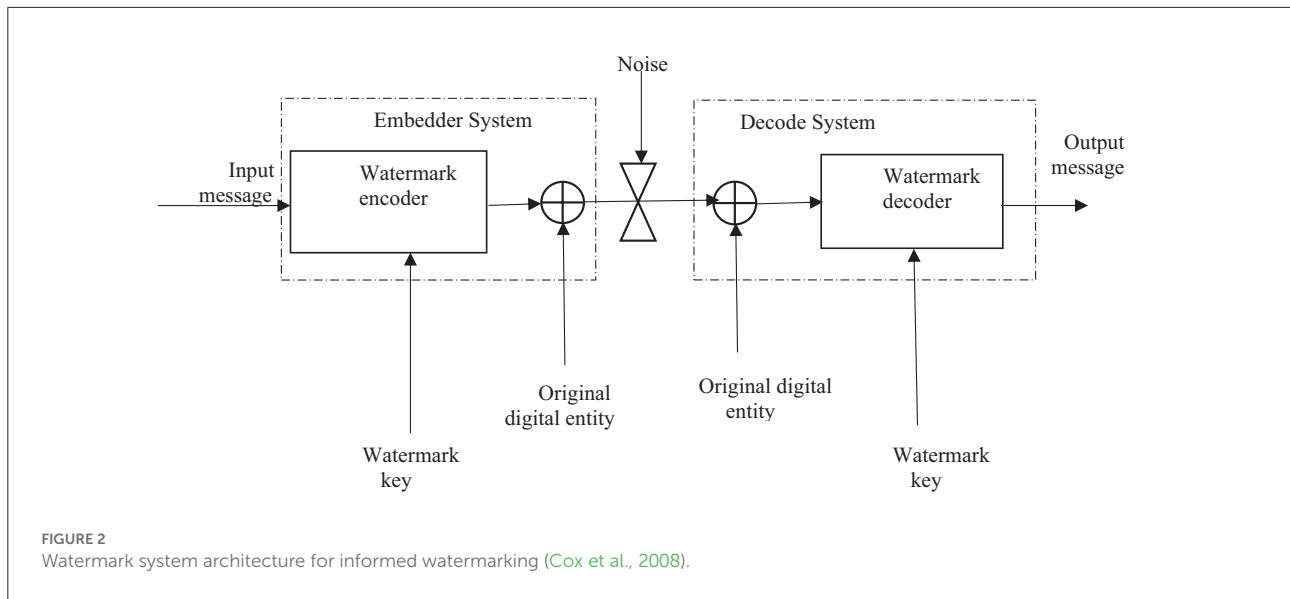 Noise
Embedder System
Decode System
Input
message
Watermark
encoder
Watermark
decoder
Output
message
Original
digital entity
Original digital
entity
Watermark
key
Watermark
key
FIGURE 2
Watermark system architecture for informed watermarking (Cox et al., 2008).